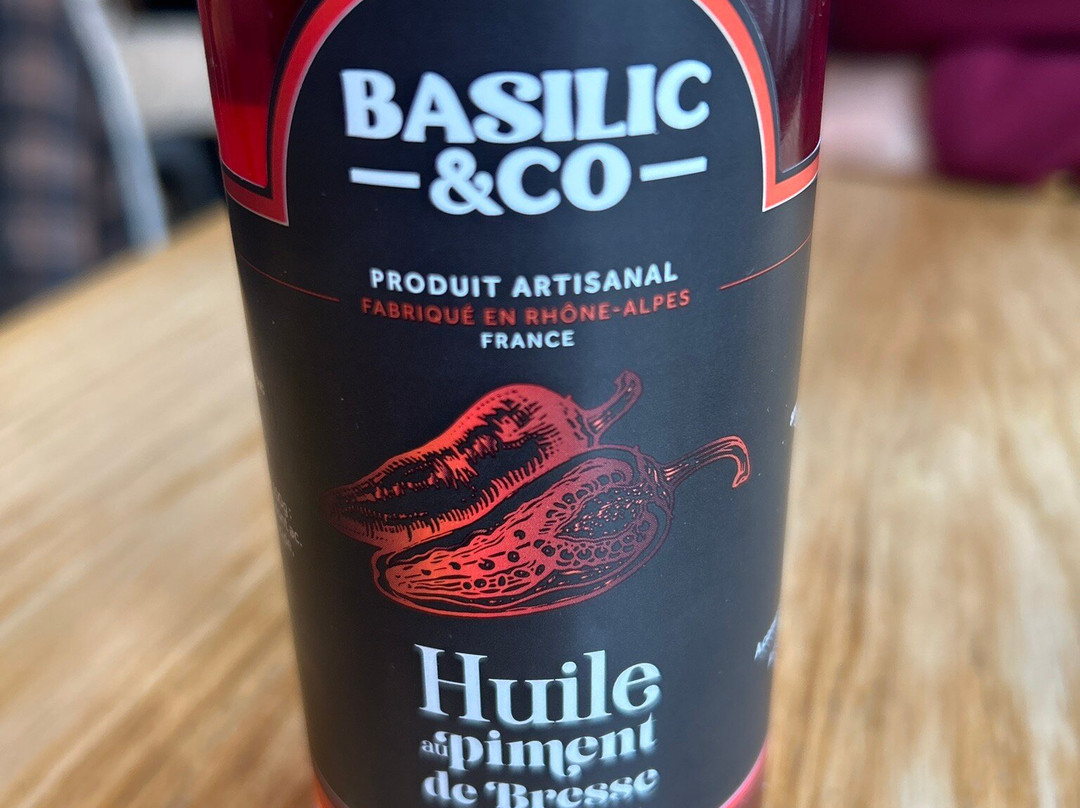 BASILIC
&CO
PRODUIT ARTISANAL
FABRIQUÉ EN RHÔNE-ALPES
FRANCE
Huile
au piment
de Bresse